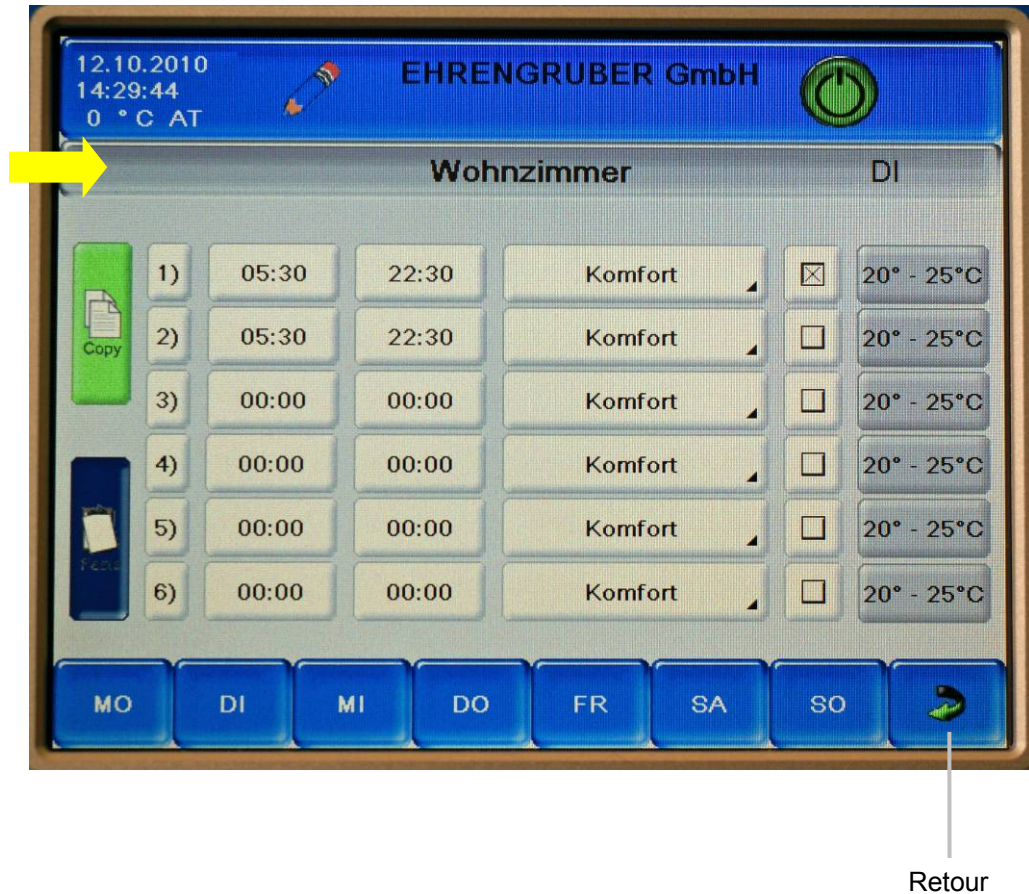 12.10.2010
14:29:44
0 °C AT
EHRENGRUBER GmbH
Wohnzimmer DI
Copy
1) 05:30 22:30 Komfort 20° - 25°C
2) 05:30 22:30 Komfort 20° - 25°C
3) 00:00 00:00 Komfort 20° - 25°C
4) 00:00 00:00 Komfort 20° - 25°C
5) 00:00 00:00 Komfort 20° - 25°C
6) 00:00 00:00 Komfort 20° - 25°C
MO DI MI DO FR SA SO
Retour